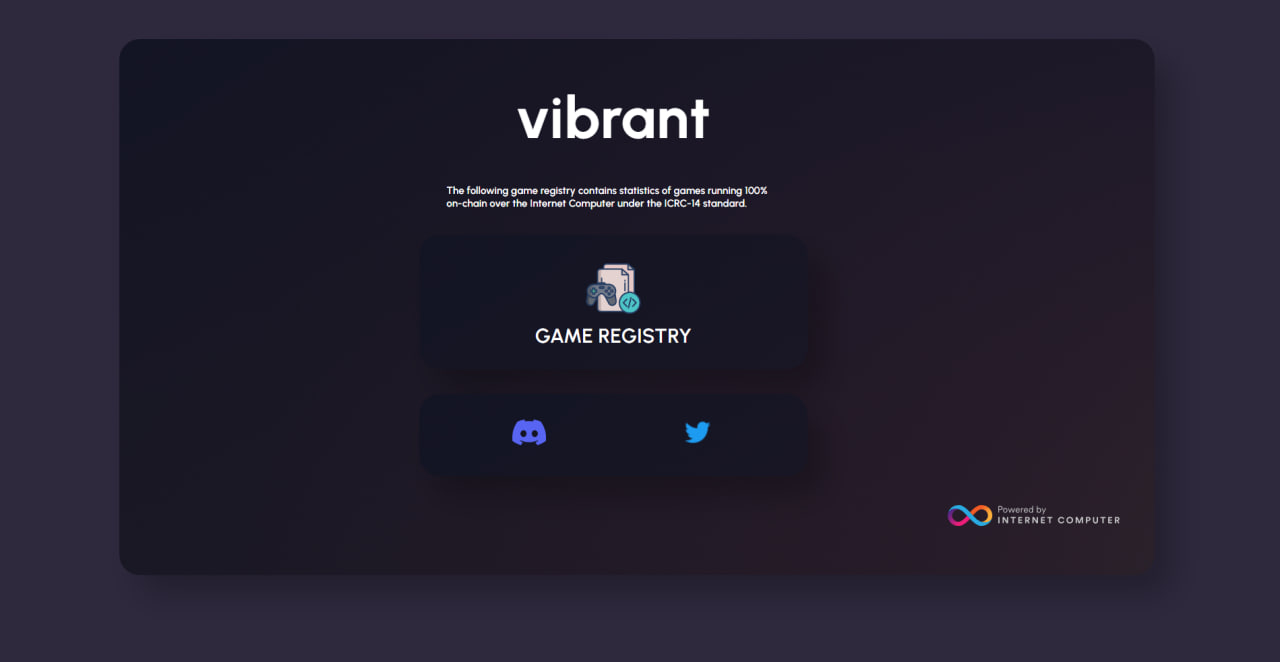 vibrant
The following game registry contains statistics of games running 100%
on-chain over the Internet Computer under the ICRC-14 standard.
GAME REGISTRY
Powered by
INTERNET COMPUTER